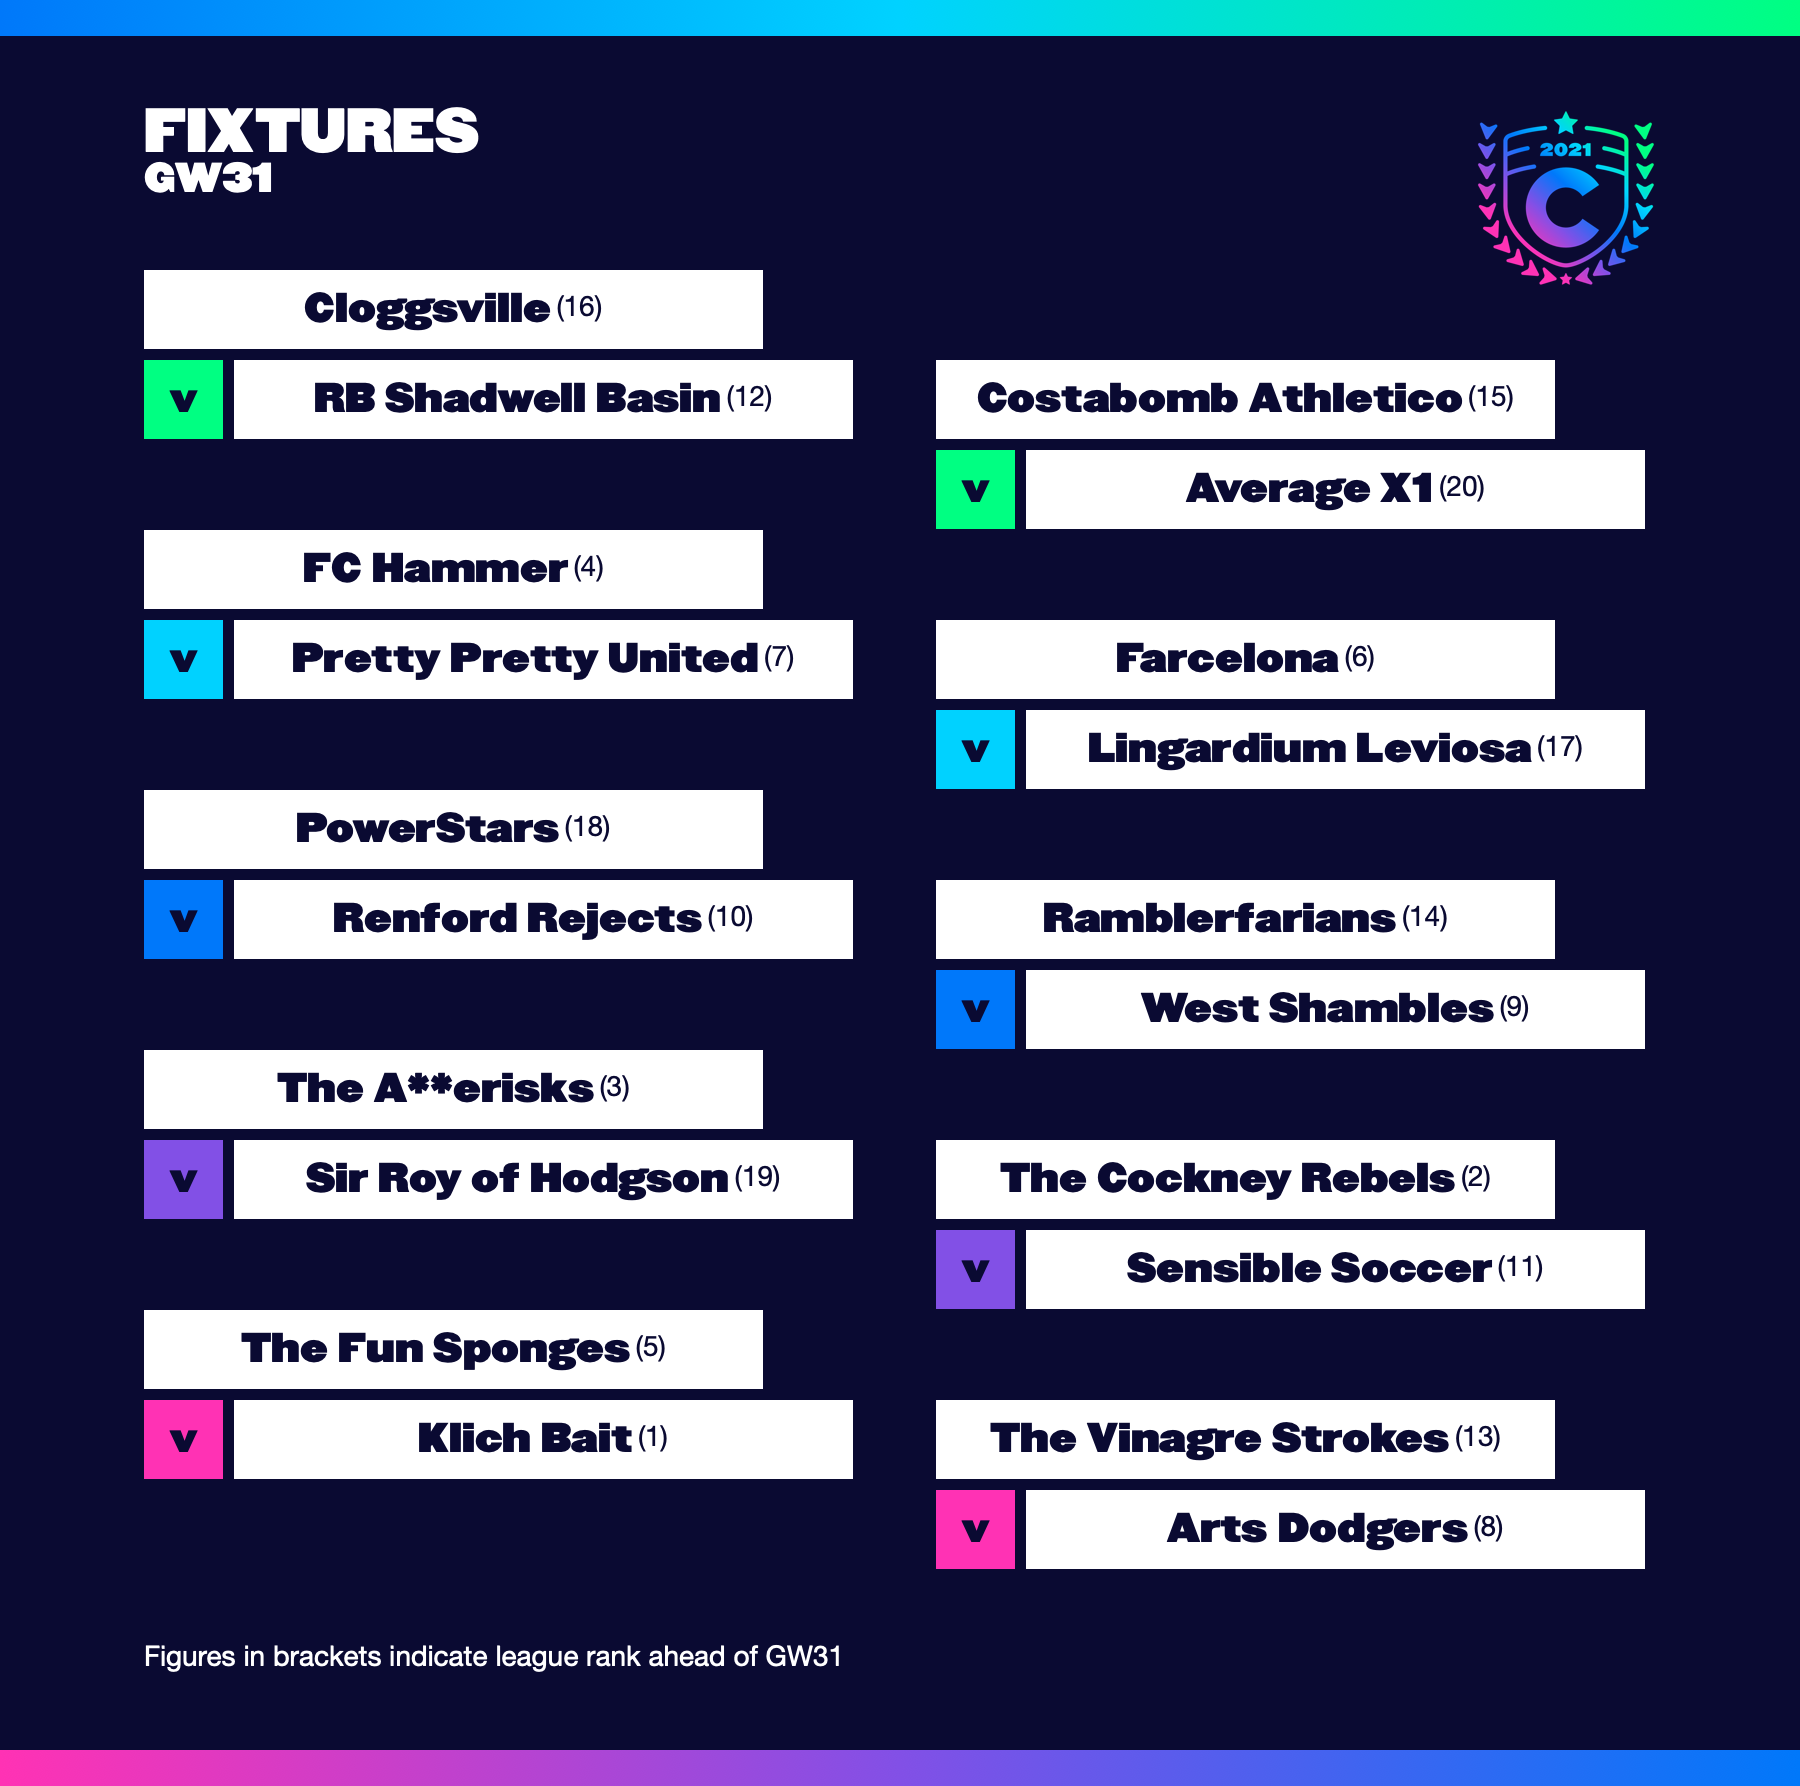 FIXTURES
GW31
2021
C
Cloggsville (16)
v RB Shadwell Basin (12)
Costabomb Athletico (15)
v Average X1 (20)
FC Hammer (4)
v Pretty Pretty United (7)
Farcelona (6)
v Lingardium Leviosa (17)
PowerStars (18)
v Renford Rejects (10)
Ramblerfarians (14)
v West Shambles (9)
The A**erisks (3)
v Sir Roy of Hodgson (19)
The Cockney Rebels (2)
v Sensible Soccer (11)
The Fun Sponges (5)
v Klich Bait (1)
The Vinagre Strokes (13)
v Arts Dodgers (8)
Figures in brackets indicate league rank ahead of GW31